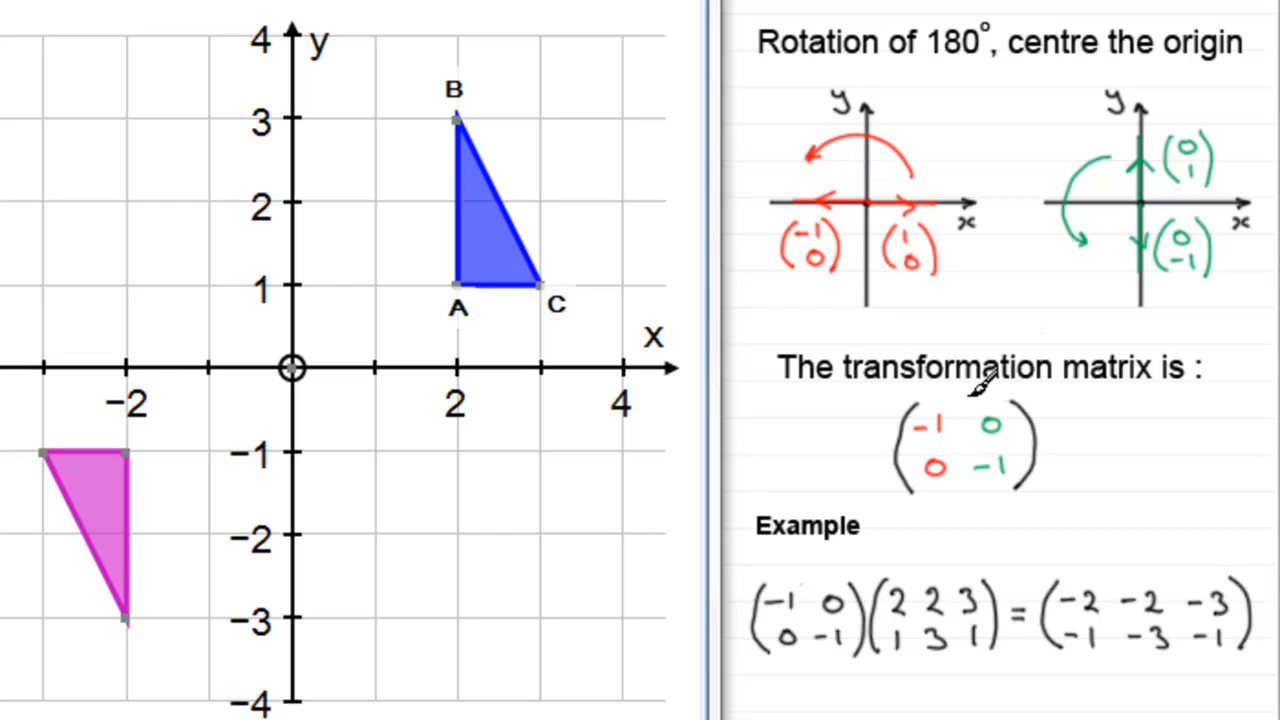 4 y
B
3
2
1
A C
x
−2 2 4
−1
−2
−3
−4
Rotation of 180°, centre the origin
y y
(0 1)
x x
(-1 0) (1 0) (0 -1)
The transformation matrix is :
-1 0
0 -1
Example
(-1 0) (2 2 3) = (-2 -2 -3)
(0 -1) (1 3 1) (-1 -3 -1)